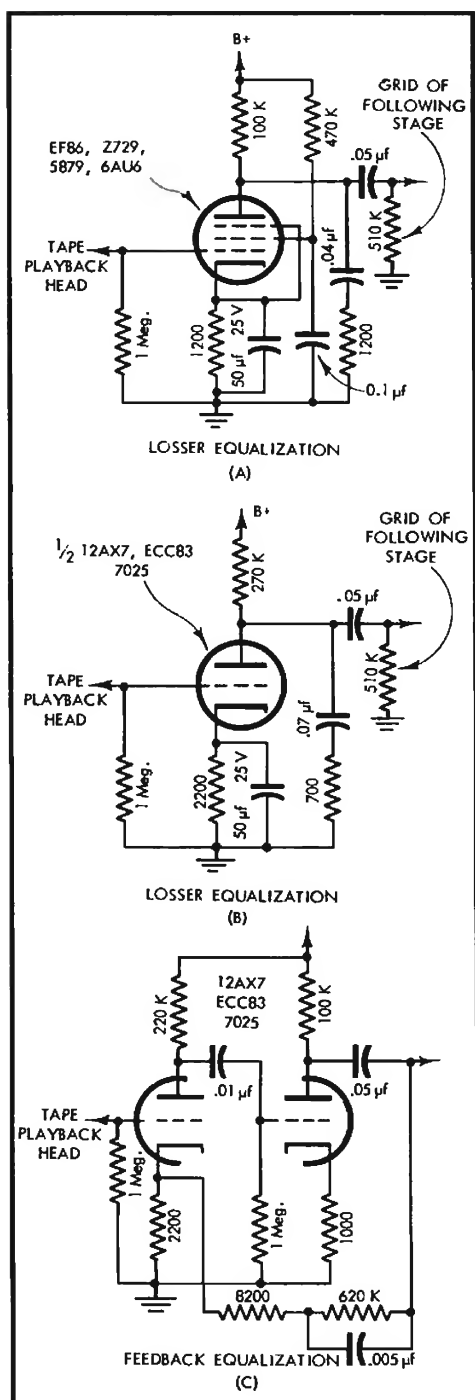 B+
100 K
470 K
GRID OF
FOLLOWING
STAGE
EF86, Z729,
5879, 6AU6
.05 µf
510 K
.04 µf
TAPE
PLAYBACK
HEAD
1 Meg.
1200
25 V
50 µf
1200
0.1 µf
LOSSER EQUALIZATION
(A)
B+
1/2 12AX7, ECC83
7025
270 K
GRID OF
FOLLOWING
STAGE
.05 µf
510 K
TAPE
PLAYBACK
HEAD
.07 µf
1 Meg.
2200
25 V
50 µf
700
LOSSER EQUALIZATION
(B)
220 K
12AX7
ECC83
7025
100 K
.01 µf
.05 µf
TAPE
PLAYBACK
HEAD
1 Meg.
2200
1 Meg.
1000
8200
620 K
.005 µf
FEEDBACK EQUALIZATION
(C)